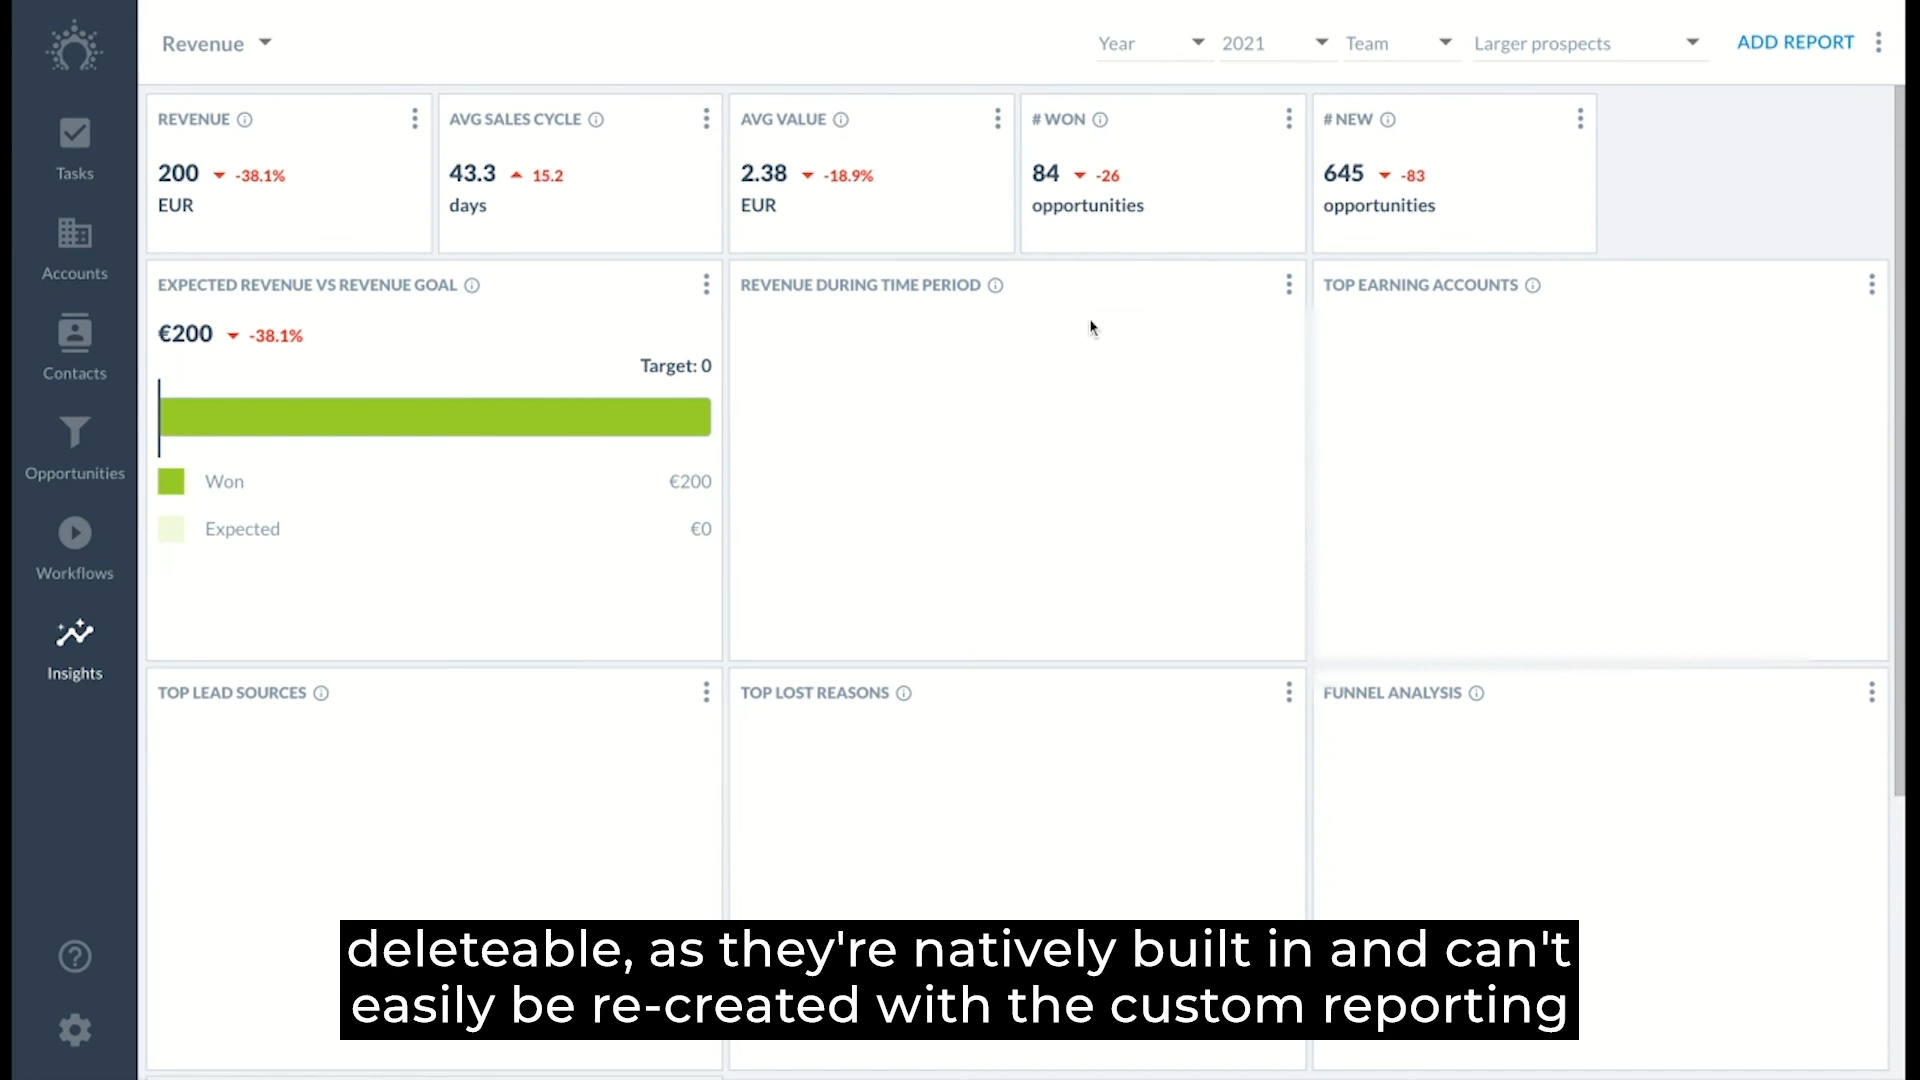 Revenue
Year
2021
Team
Larger prospects
ADD REPORT
Tasks
Accounts
Contacts
Opportunities
Workflows
Insights
REVENUE
200 -38.1%
EUR
AVG SALES CYCLE
43.3 15.2
days
AVG VALUE
2.38 -18.9%
EUR
# WON
84 -26
opportunities
# NEW
645 -83
opportunities
EXPECTED REVENUE VS REVENUE GOAL
€200 -38.1%
Target: 0
Won €200
Expected €0
REVENUE DURING TIME PERIOD
TOP EARNING ACCOUNTS
TOP LEAD SOURCES
TOP LOST REASONS
FUNNEL ANALYSIS
deleteable, as they're natively built in and can't
easily be re-created with the custom reporting